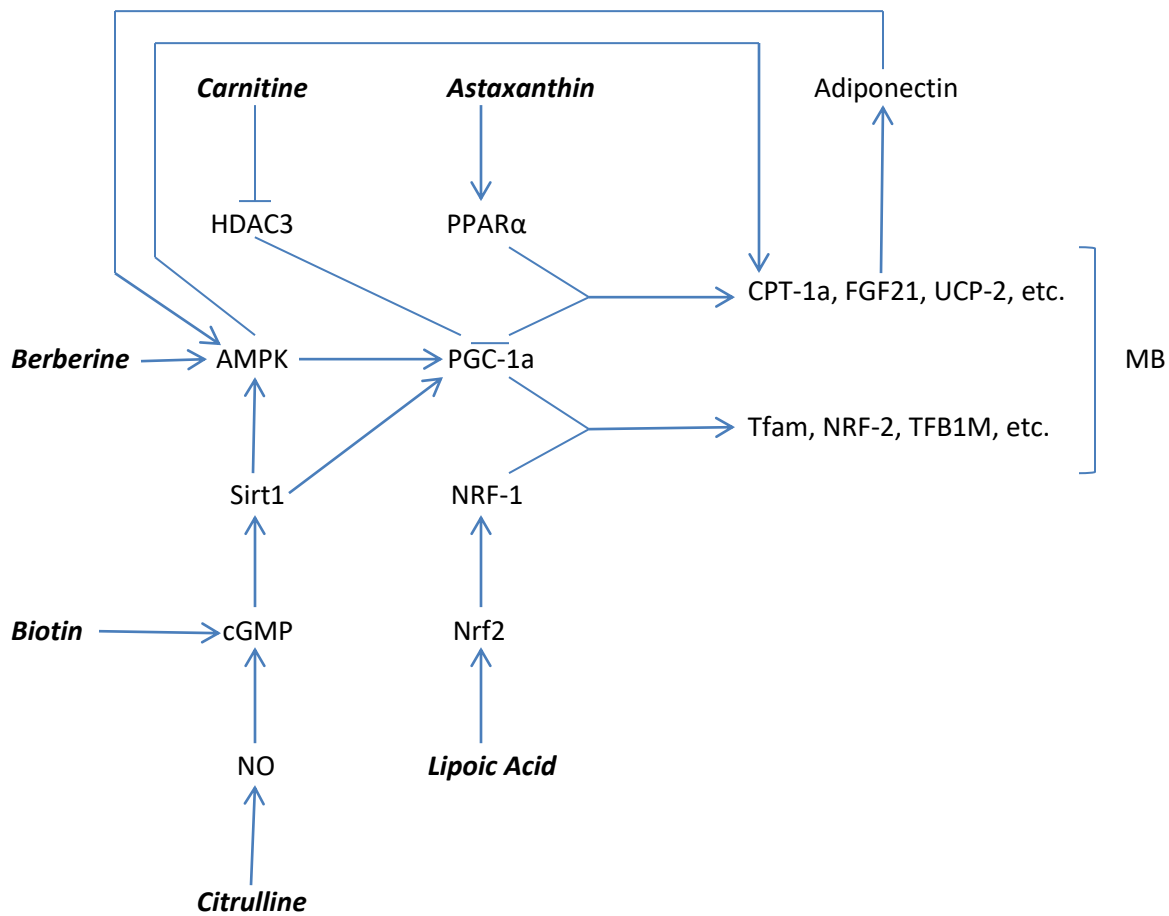 Adiponectin
Carnitine
Astaxanthin
HDAC3
PPARα
CPT-1a, FGF21, UCP-2, etc.
Berberine
AMPK
PGC-1a
MB
Tfam, NRF-2, TFB1M, etc.
Sirt1
NRF-1
Biotin
cGMP
Nrf2
NO
Lipoic Acid
Citrulline